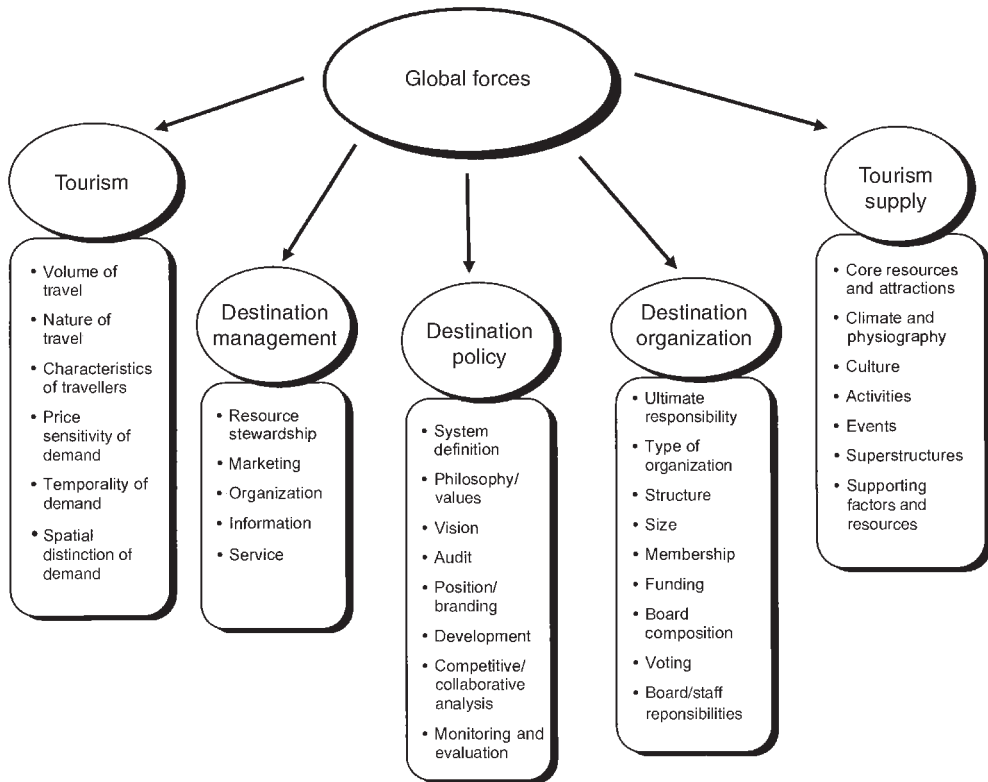 Global forces
Tourism
• Volume of
travel
• Nature of
travel
• Characteristics
of travellers
• Price
sensitivity of
demand
• Temporality of
demand
• Spatial
distinction of
demand
Destination
management
• Resource
stewardship
• Marketing
• Organization
• Information
• Service
Destination
policy
• System
definition
• Philosophy/
values
• Vision
• Audit
• Position/
branding
• Development
• Competitive/
collaborative
analysis
• Monitoring and
evaluation
Destination
organization
• Ultimate
responsibility
• Type of
organization
• Structure
• Size
• Membership
• Funding
• Board
composition
• Voting
• Board/staff
reponsibilities
Tourism
supply
• Core resources
and attractions
• Climate and
physiography
• Culture
• Activities
• Events
• Superstructures
• Supporting
factors and
resources